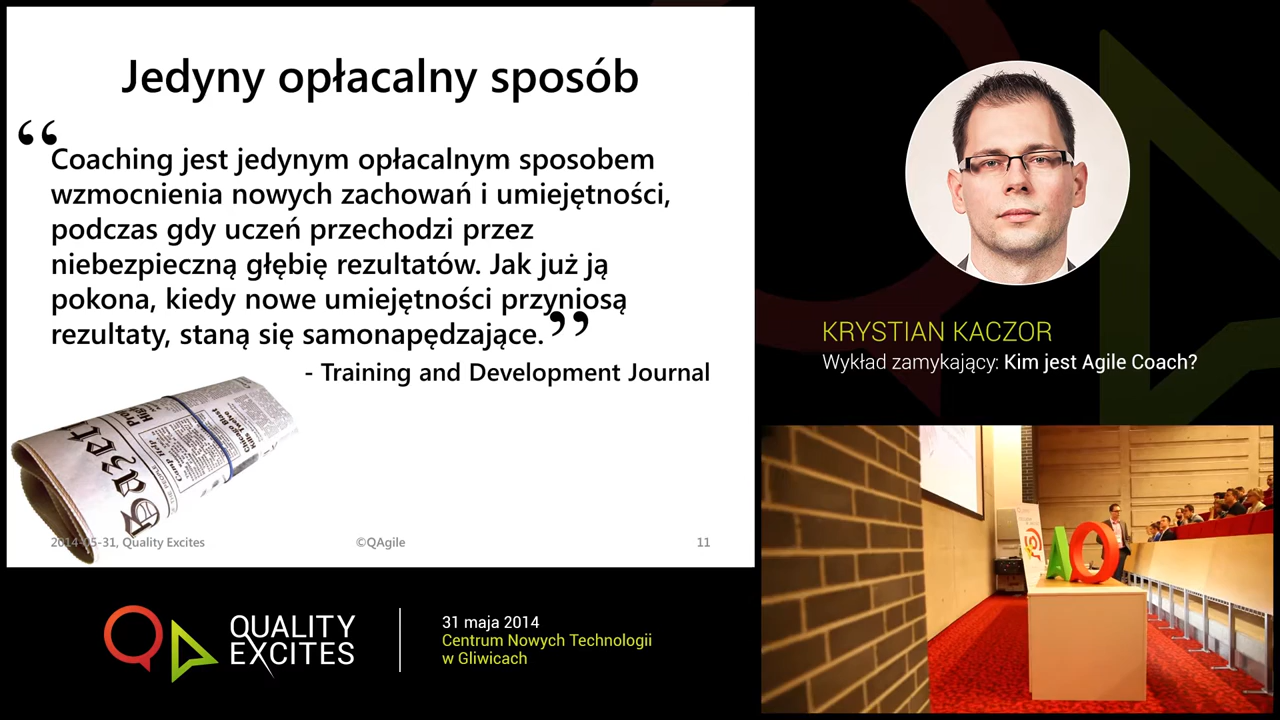 Jedyny opłacalny sposób
“
Coaching jest jedynym opłacalnym sposobem
wzmocnienia nowych zachowań i umiejętności,
podczas gdy uczeń przechodzi przez
niebezpieczną głębię rezultatów. Jak już ją
pokona, kiedy nowe umiejętności przyniosą
rezultaty, staną się samonapędzające.”
- Training and Development Journal
2014-05-31, Quality Excites
©QAgile
11
KRYSTIAN KACZOR
Wykład zamykający: Kim jest Agile Coach?
QUALITY
EXCITES
31 maja 2014
Centrum Nowych Technologii
w Gliwicach